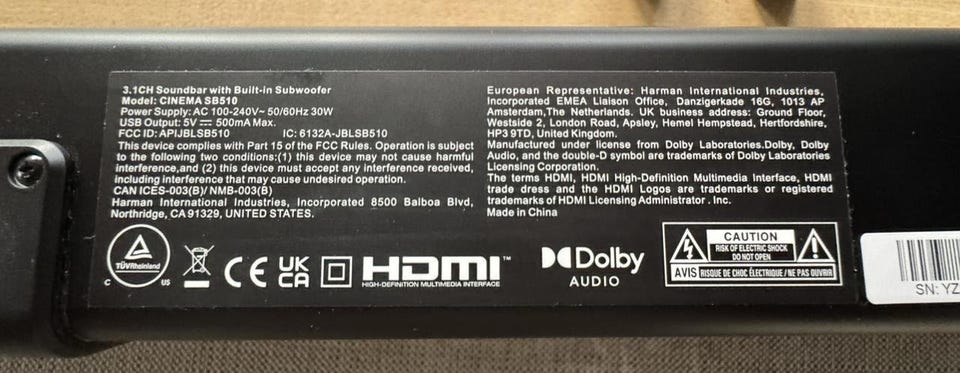 3.1CH Soundbar with Built-in Subwoofer
Model: CINEMA SB510
Power Supply: AC 100-240V~ 50/60Hz 30W
USB Output: 5V⎓ 500mA Max.
FCC ID: APIJBLSB510 IC: 6132A-JBLSB510
This device complies with Part 15 of the FCC Rules. Operation is subject
to the following two conditions:(1) this device may not cause harmful
interference,and (2) this device must accept any interference received,
including interference that may cause undesired operation.
CAN ICES-003(B)/ NMB-003(B)
Harman International Industries, Incorporated 8500 Balboa Blvd,
Northridge, CA 91329, UNITED STATES.
European Representative: Harman International Industries,
Incorporated EMEA Liaison Office, Danzigerkade 16G, 1013 AP
Amsterdam,The Netherlands. UK business address: Ground Floor,
Westside 2, London Road, Apsley, Hemel Hempstead, Hertfordshire,
HP3 9TD, United Kingdom.
Manufactured under license from Dolby Laboratories.Dolby, Dolby
Audio, and the double-D symbol are trademarks of Dolby Laboratories
Licensing Corporation.
The terms HDMI, HDMI High-Definition Multimedia Interface, HDMI
trade dress and the HDMI Logos are trademarks or registered
trademarks of HDMI Licensing Administrator . Inc.
Made in China
TÜVRheinland
C US
CE
UK
CA
HDMI™
HIGH-DEFINITION MULTIMEDIA INTERFACE
Dolby
AUDIO
CAUTION
RISK OF ELECTRIC SHOCK
DO NOT OPEN
AVIS RISQUE DE CHOC ÉLECTRIQUE / NE PAS OUVRIR
SN: YZ